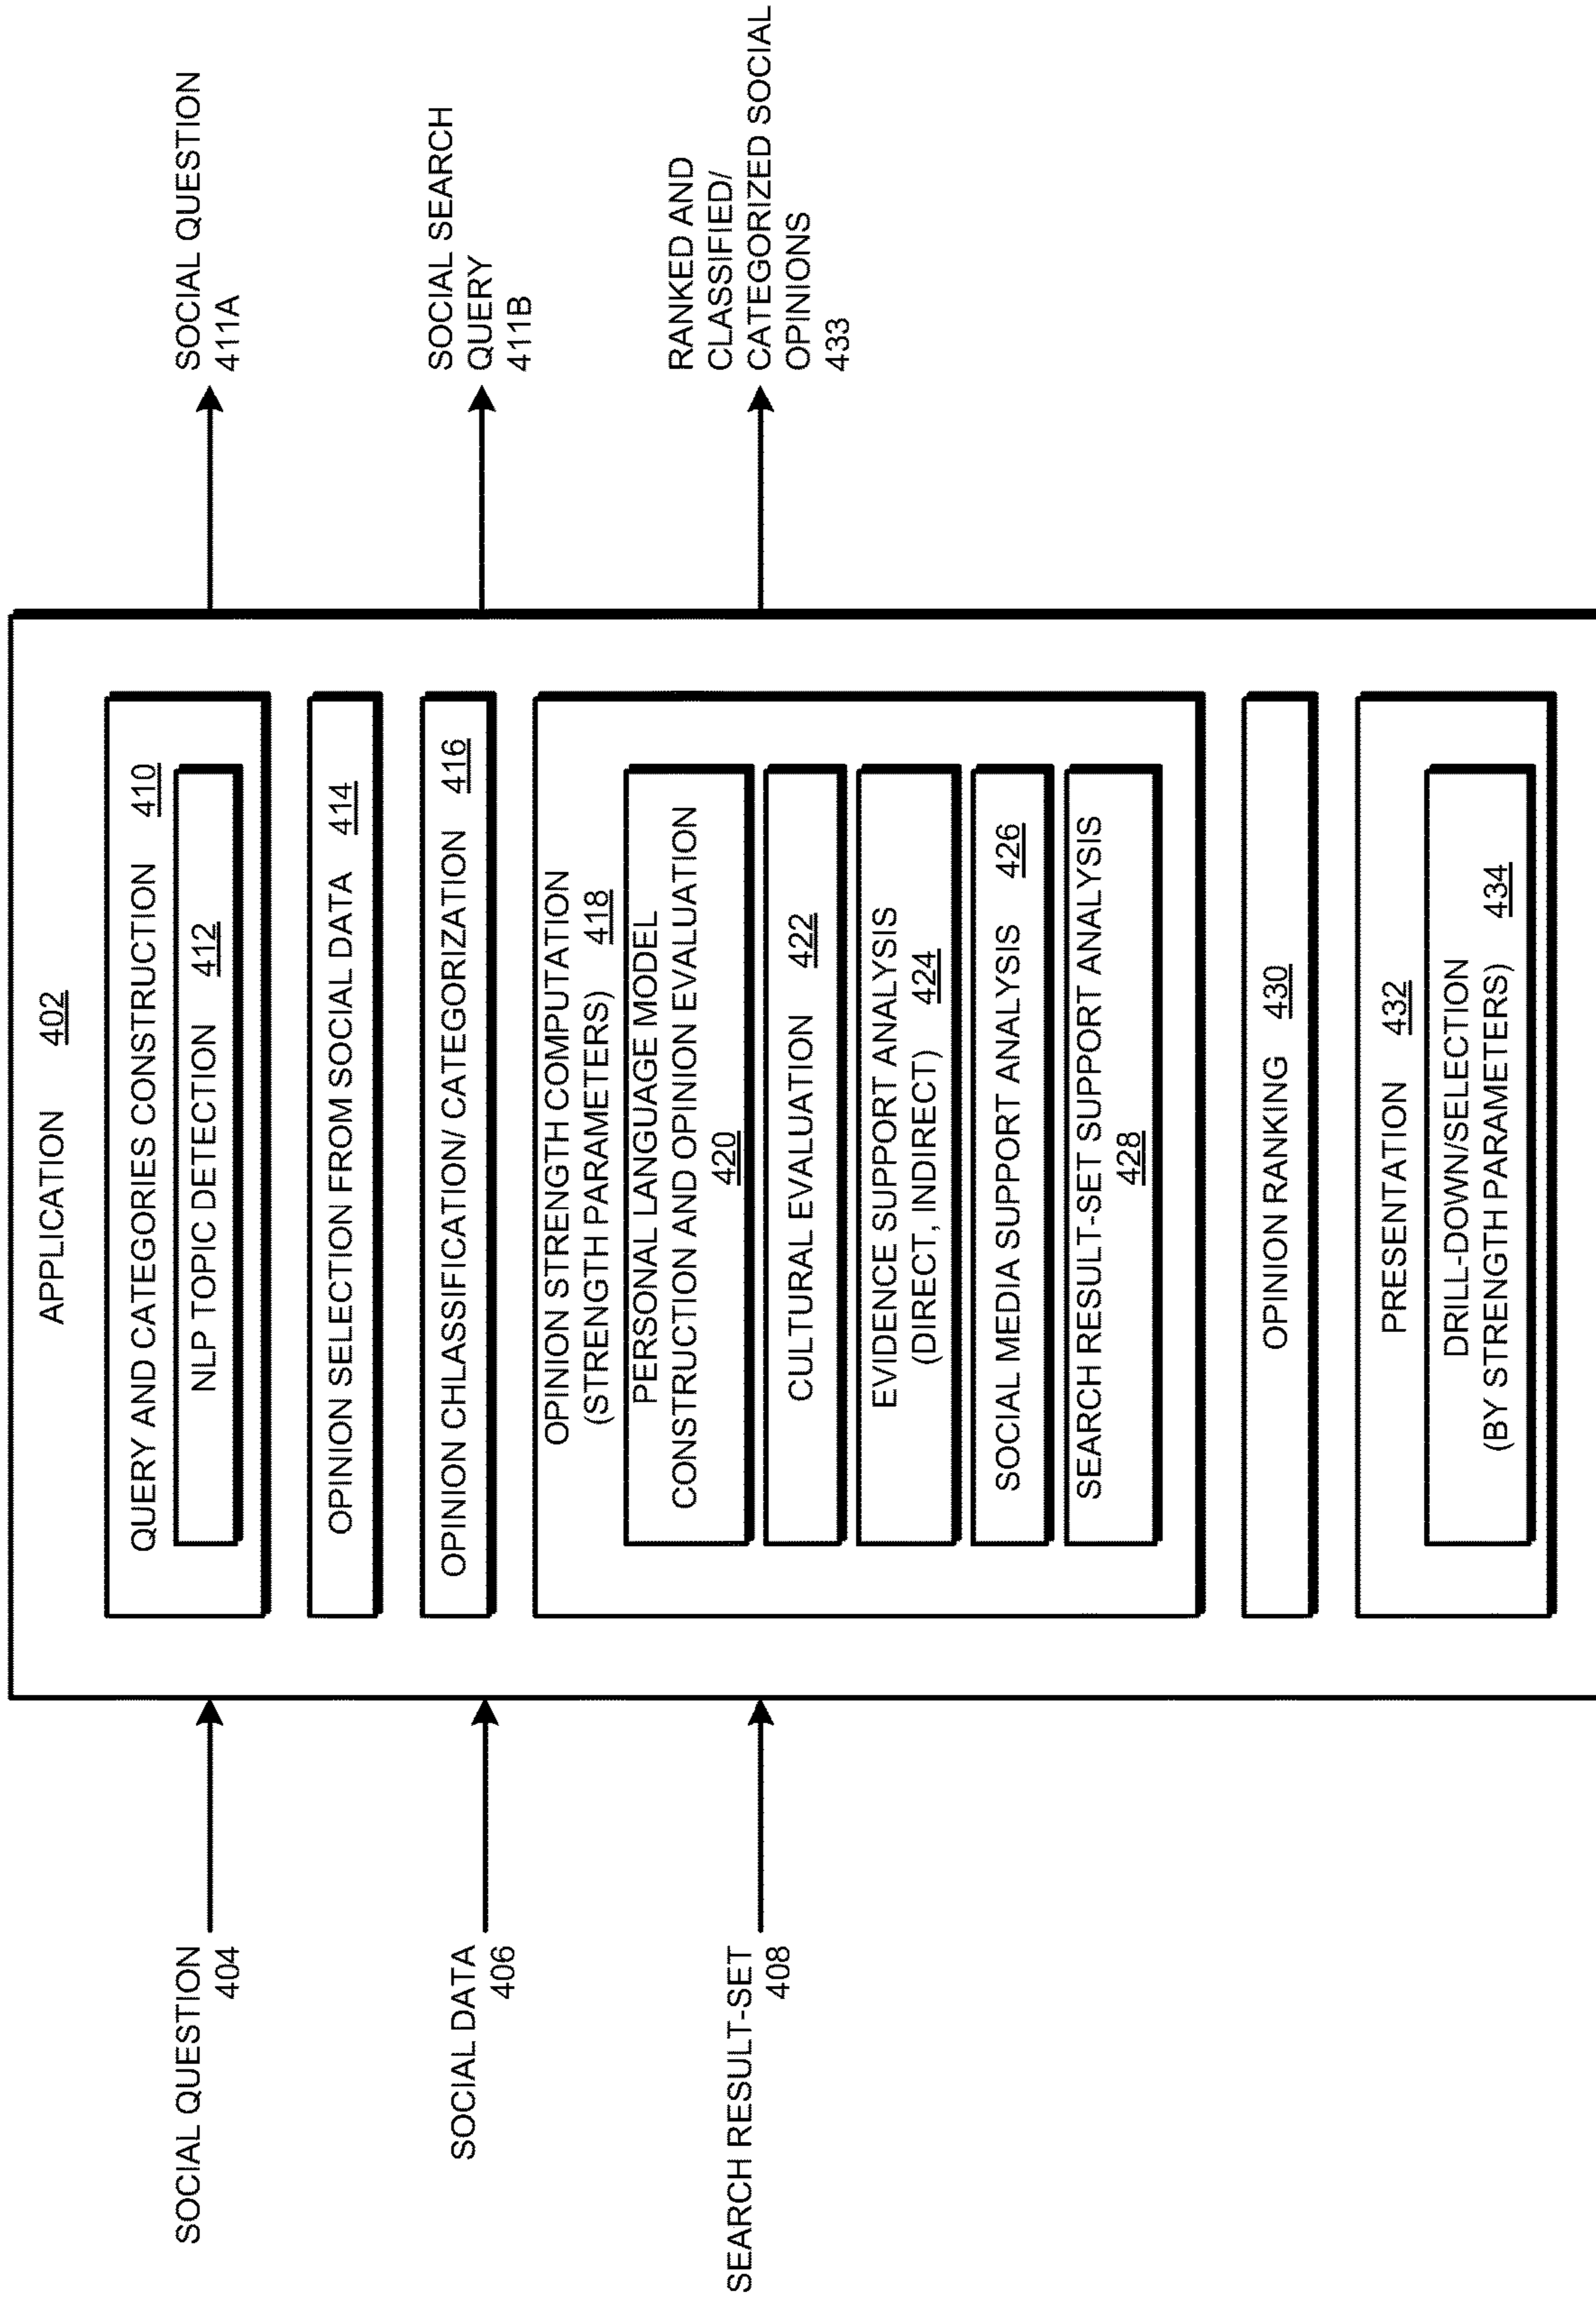 SOCIAL QUESTION
404
SOCIAL DATA
406
SEARCH RESULT-SET
408
APPLICATION 402
QUERY AND CATEGORIES CONSTRUCTION 410
NLP TOPIC DETECTION 412
OPINION SELECTION FROM SOCIAL DATA 414
OPINION CHLASSIFICATION/ CATEGORIZATION 416
OPINION STRENGTH COMPUTATION
(STRENGTH PARAMETERS) 418
PERSONAL LANGUAGE MODEL
CONSTRUCTION AND OPINION EVALUATION
420
CULTURAL EVALUATION 422
EVIDENCE SUPPORT ANALYSIS
(DIRECT, INDIRECT) 424
SOCIAL MEDIA SUPPORT ANALYSIS 426
SEARCH RESULT-SET SUPPORT ANALYSIS
428
OPINION RANKING 430
PRESENTATION 432
DRILL-DOWN/SELECTION
(BY STRENGTH PARAMETERS) 434
SOCIAL QUESTION
411A
SOCIAL SEARCH
QUERY
411B
RANKED AND
CLASSIFIED/
CATEGORIZED SOCIAL
OPINIONS
433